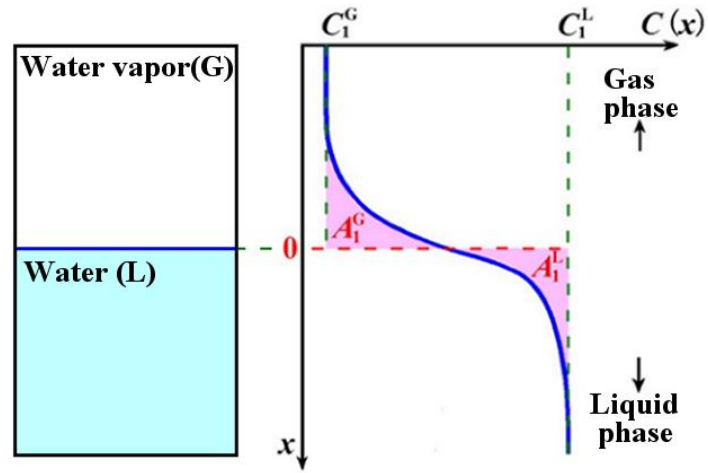 Water vapor(G)
Water (L)
C₁ᴳ
C₁ᴸ
C(x)
Gas
phase
A₁ᴳ
0
A₁ᴸ
Liquid
phase
x